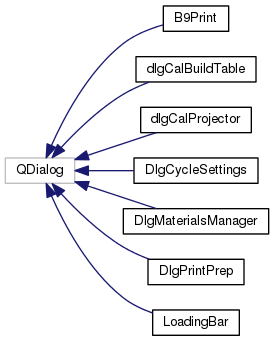 B9Print
dlgCalBuildTable
dlgCalProjector
QDialog
DlgCycleSettings
DlgMaterialsManager
DlgPrintPrep
LoadingBar